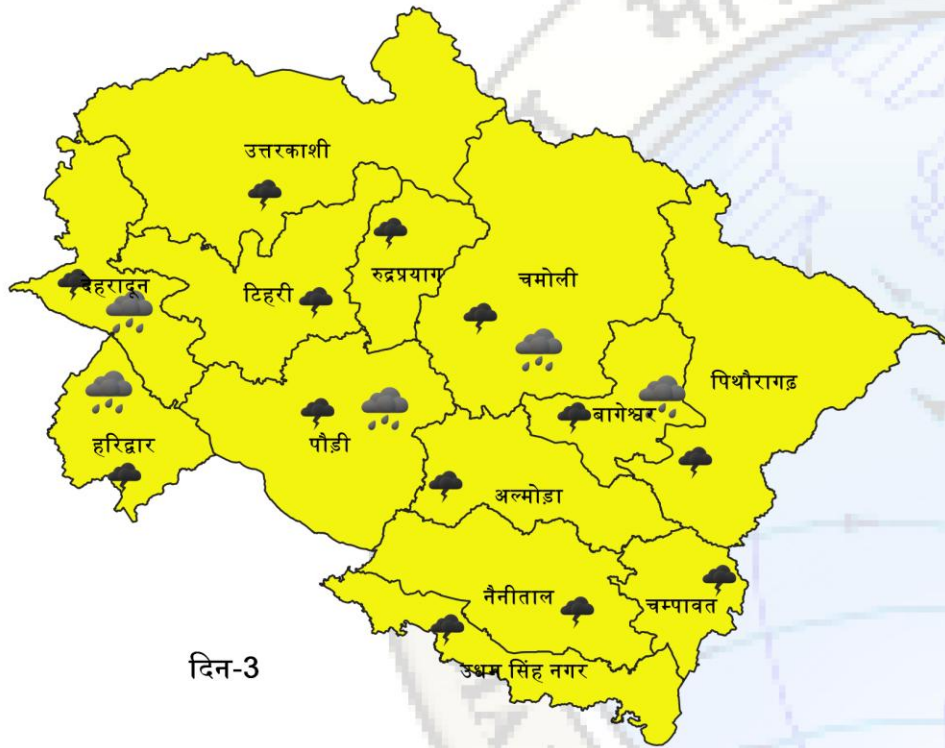 उत्तरकाशी
देहरादून
टिहरी
रुद्रप्रयाग
चमोली
पिथौरागढ़
हरिद्वार
पौड़ी
बागेश्वर
अल्मोड़ा
नैनीताल
चम्पावत
उधम सिंह नगर
दिन-3